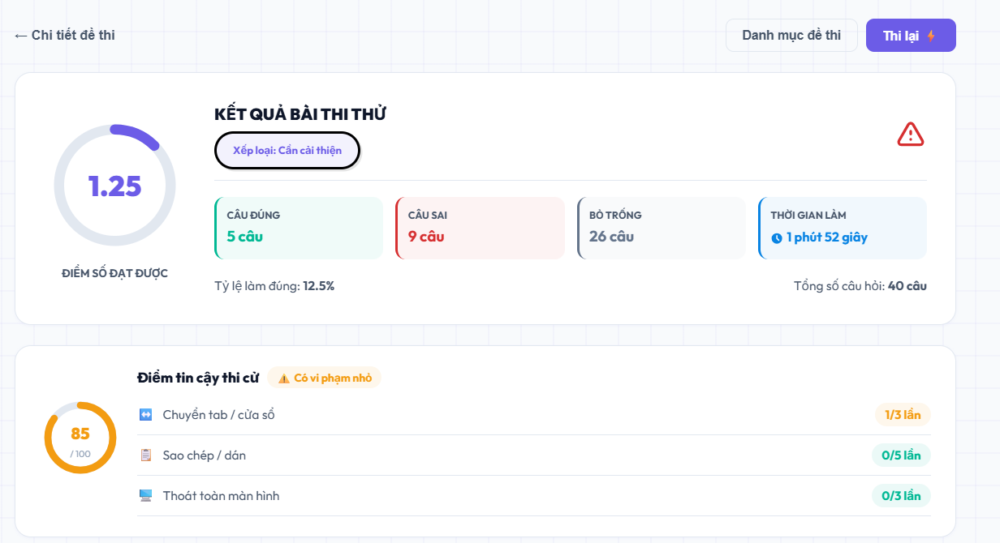 ← Chi tiết đề thi
Danh mục đề thi
Thi lại
KẾT QUẢ BÀI THI THỬ
Xếp loại: Cần cải thiện
1.25
ĐIỂM SỐ ĐẠT ĐƯỢC
CÂU ĐÚNG
5 câu
CÂU SAI
9 câu
BỎ TRỐNG
26 câu
THỜI GIAN LÀM
1 phút 52 giây
Tỷ lệ làm đúng: 12.5%
Tổng số câu hỏi: 40 câu
Điểm tin cậy thi cử
Có vi phạm nhỏ
85
/ 100
Chuyển tab / cửa sổ
1/3 lần
Sao chép / dán
0/5 lần
Thoát toàn màn hình
0/3 lần